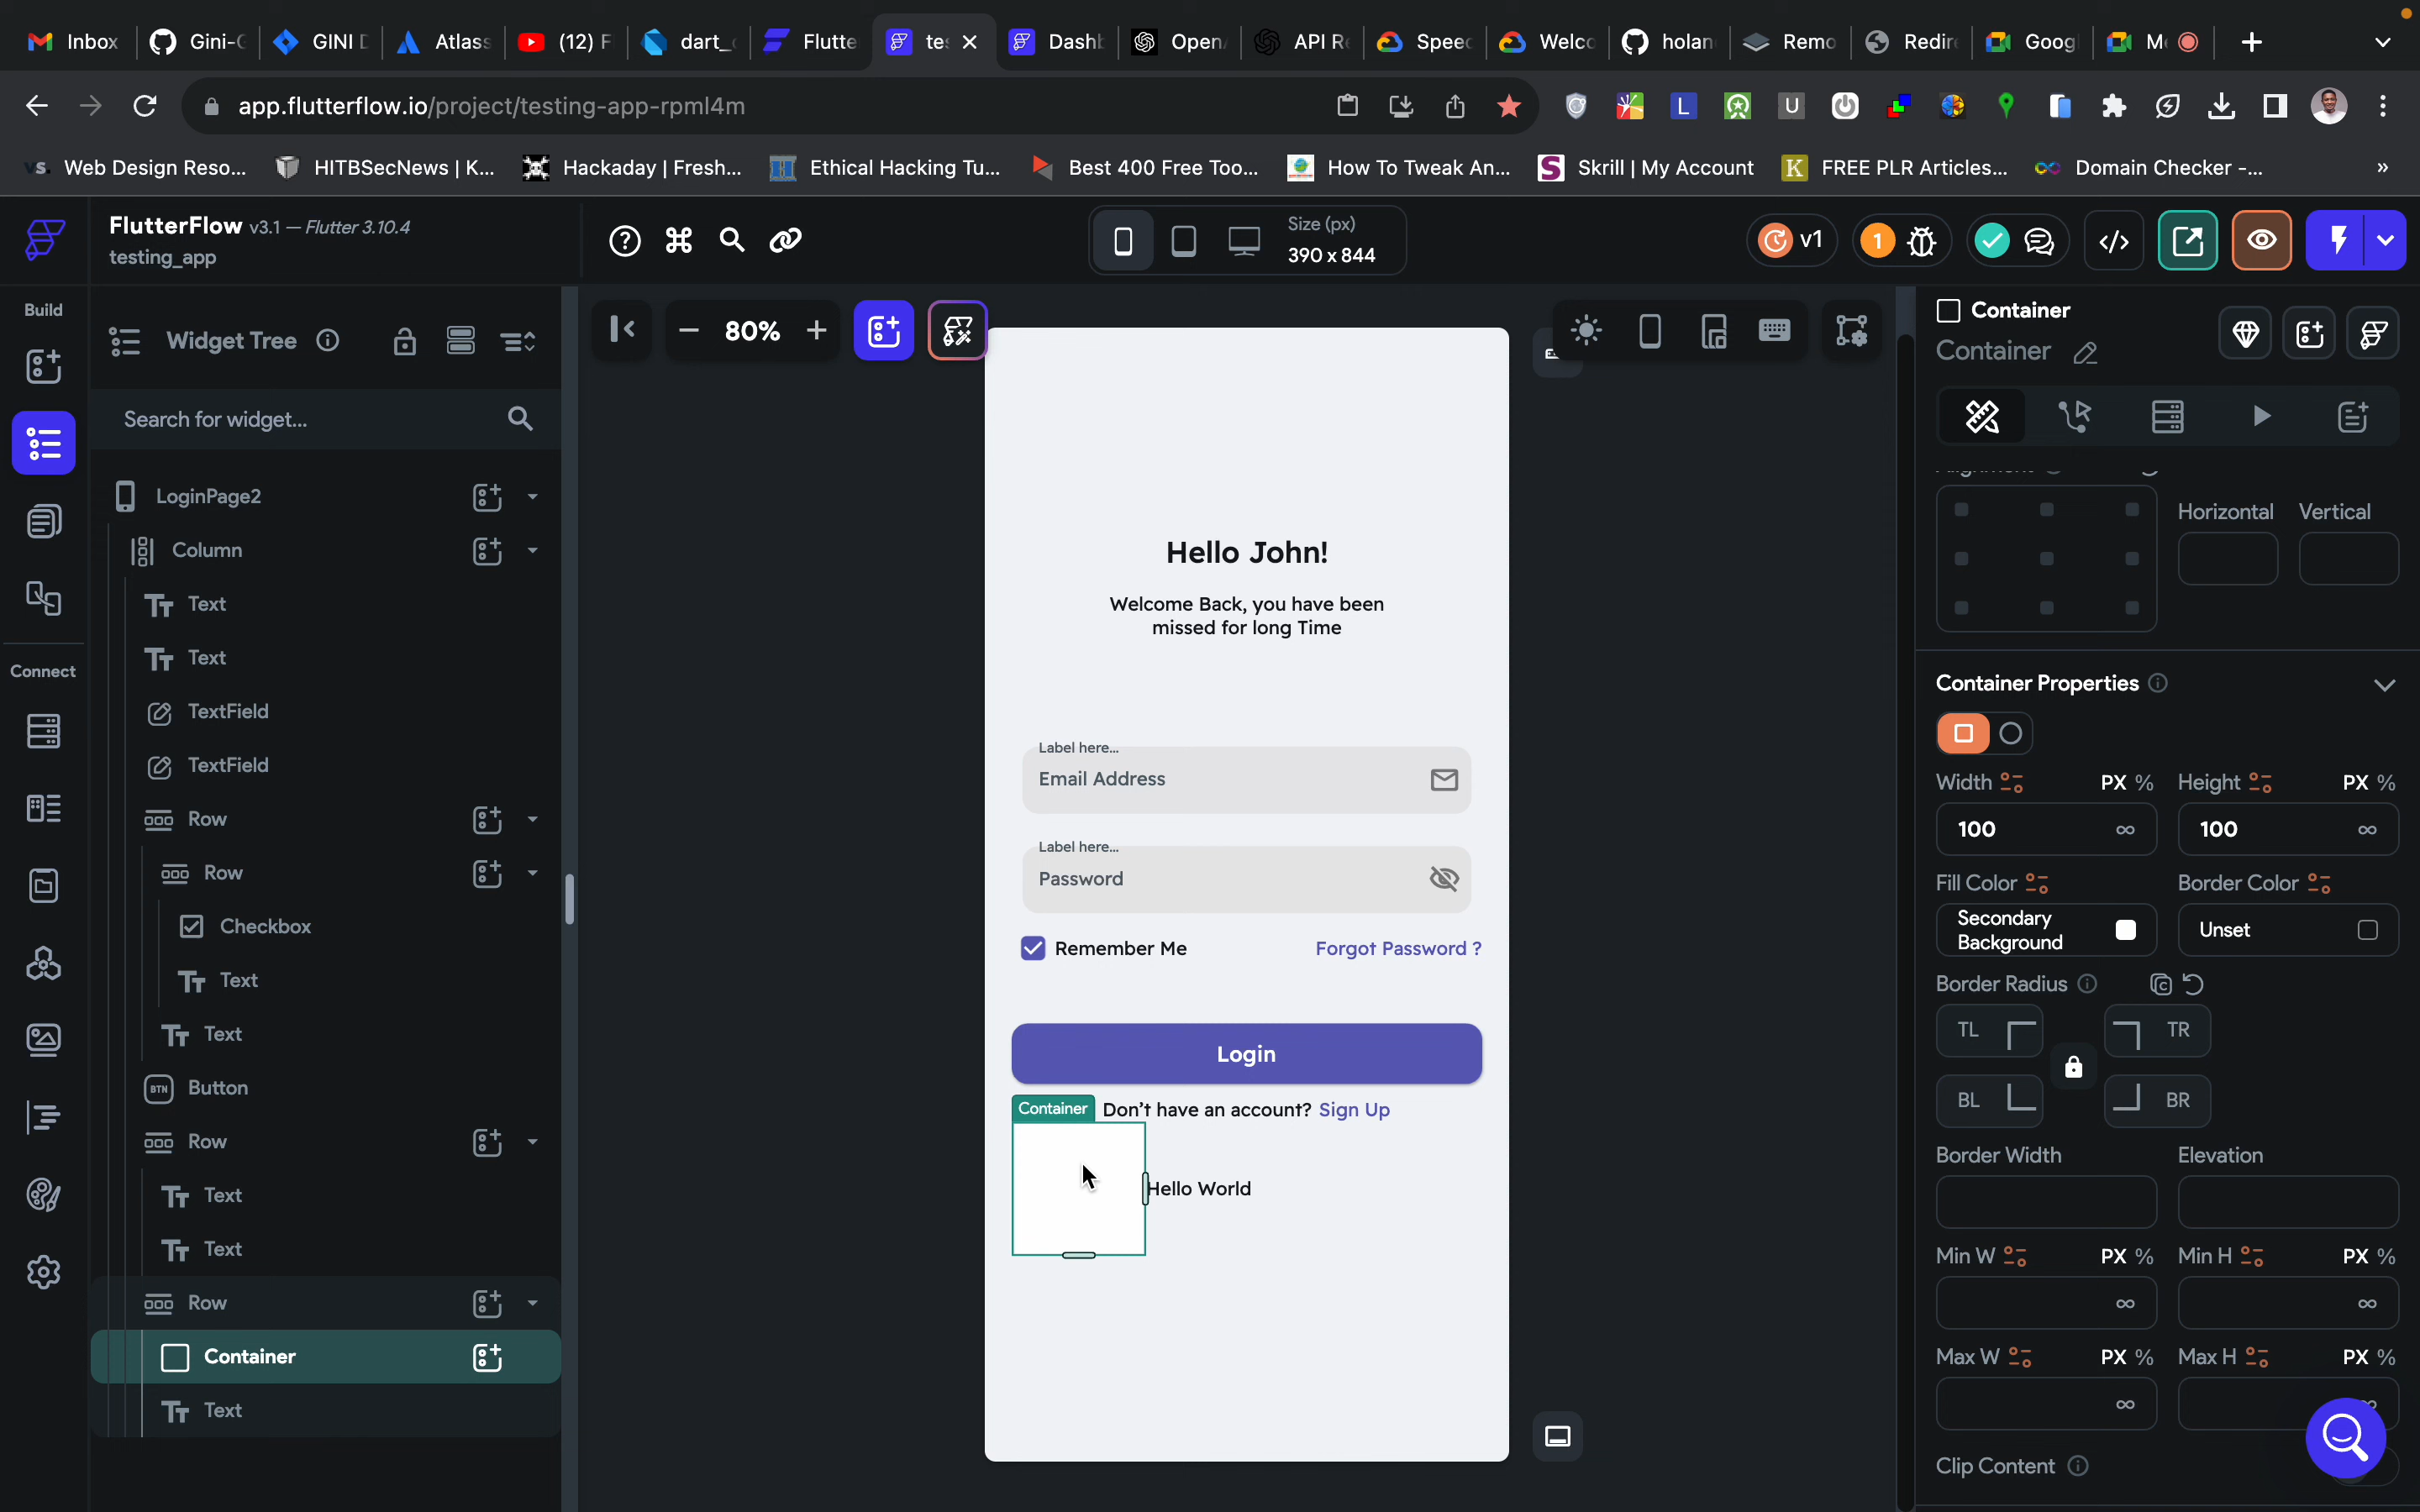 Inbox
Gini-
GINI
Atlass
(12) F
dart_
Flutte
tes
Dashb
Open
API Re
Speec
Welco
holan
Remo
Redire
Goog
M
app.flutterflow.io/project/testing-app-rpml4m
L
U
vs. Web Design Reso...
HITBSecNews | K...
Hackaday | Fresh...
Ethical Hacking Tu...
Best 400 Free Too...
How To Tweak An...
S Skrill | My Account
K FREE PLR Articles...
Domain Checker -...
»
FlutterFlow v3.1 — Flutter 3.10.4
testing_app
Size (px)
390 x 844
v1
1
Build
Widget Tree
Search for widget...
LoginPage2
Column
Text
Text
TextField
TextField
Row
Row
Checkbox
Text
Text
BTN Button
Row
Text
Text
Row
Container
Text
Connect
80%
Hello John!
Welcome Back, you have been
missed for long Time
Label here...
Email Address
Label here...
Password
Remember Me
Forgot Password ?
Login
Container
Don't have an account? Sign Up
Hello World
Container
Container
Horizontal
Vertical
Container Properties
Width PX %
Height PX %
100 ∞
100 ∞
Fill Color
Border Color
Secondary
Background
Unset
Border Radius
TL
TR
BL
BR
Border Width
Elevation
Min W PX %
Min H PX %
∞
∞
Max W PX %
Max H PX %
∞
Clip Content